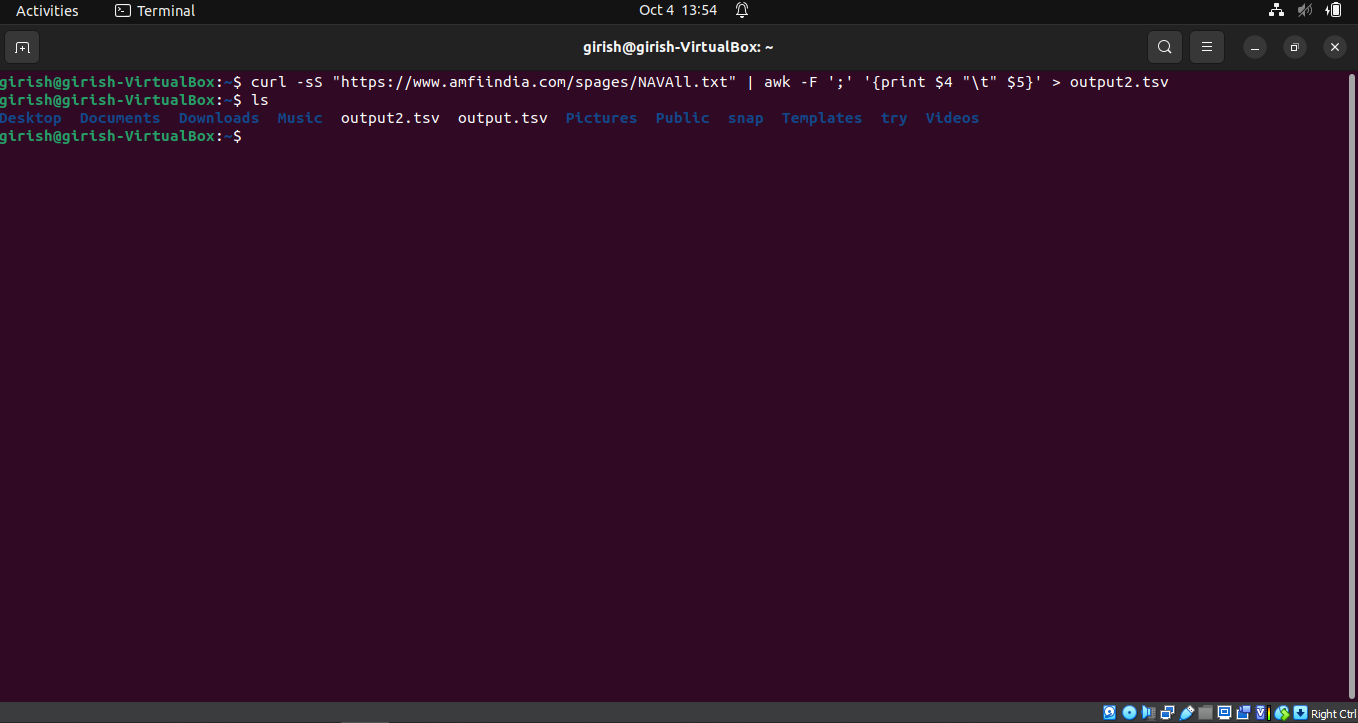 Activities Terminal Oct 4 13:54
girish@girish-VirtualBox: ~
girish@girish-VirtualBox:~$ curl -sS "https://www.amfiindia.com/spages/NAVAll.txt" | awk -F ';' '{print $4 "\t" $5}' > output2.tsv
girish@girish-VirtualBox:~$ ls
Desktop Documents Downloads Music output2.tsv output.tsv Pictures Public snap Templates try Videos
girish@girish-VirtualBox:~$
Right Ctrl